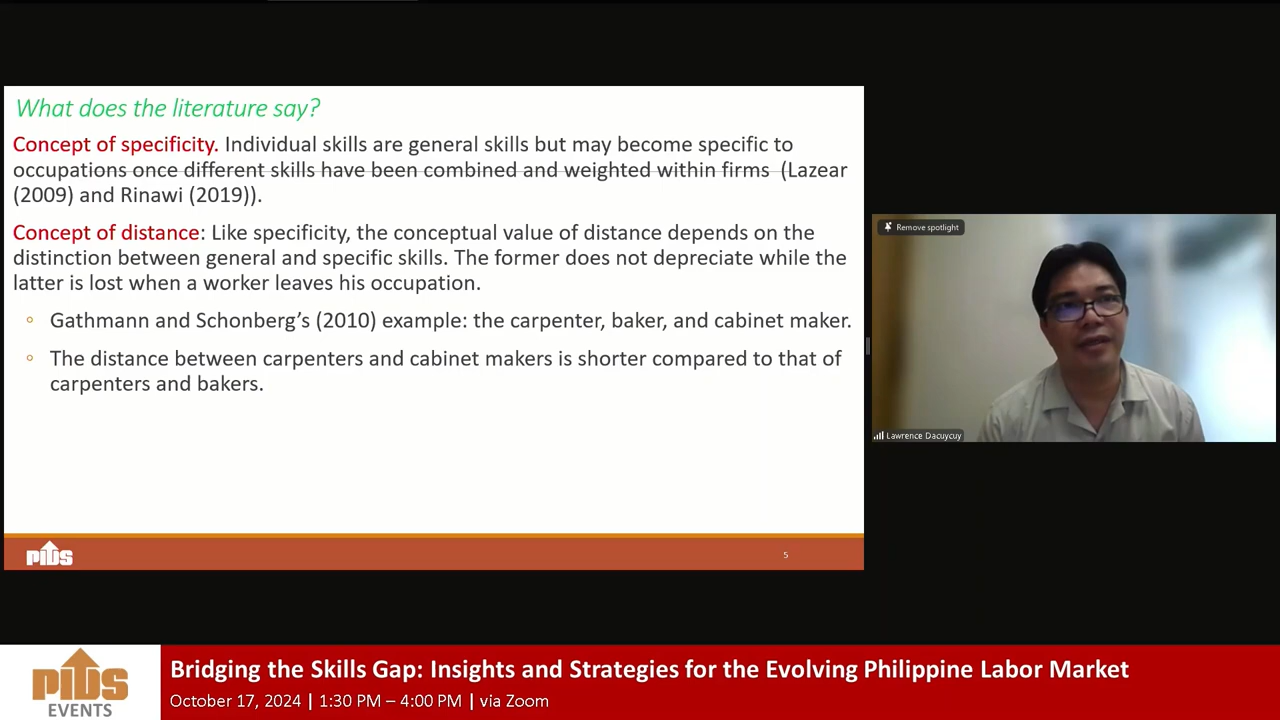 What does the literature say?
Concept of specificity. Individual skills are general skills but may become specific to
occupations once different skills have been combined and weighted within firms (Lazear
(2009) and Rinawi (2019)).
Concept of distance: Like specificity, the conceptual value of distance depends on the
distinction between general and specific skills. The former does not depreciate while the
latter is lost when a worker leaves his occupation.
Gathmann and Schonberg’s (2010) example: the carpenter, baker, and cabinet maker.
The distance between carpenters and cabinet makers is shorter compared to that of
carpenters and bakers.
pids
5
Remove spotlight
Lawrence Dacuycuy
pids
EVENTS
Bridging the Skills Gap: Insights and Strategies for the Evolving Philippine Labor Market
October 17, 2024 | 1:30 PM – 4:00 PM | via Zoom